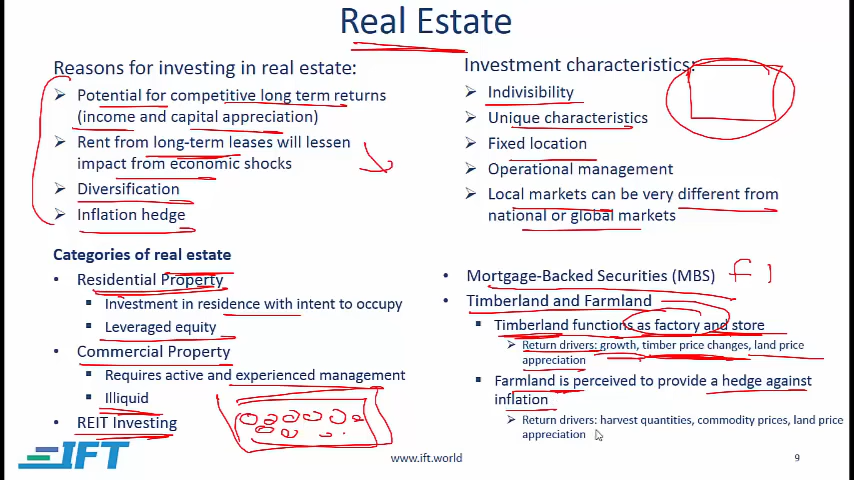 Real Estate
Reasons for investing in real estate:
Potential for competitive long term returns
(income and capital appreciation)
Rent from long-term leases will lessen
impact from economic shocks
Diversification
Inflation hedge
Categories of real estate
Residential Property
Investment in residence with intent to occupy
Leveraged equity
Commercial Property
Requires active and experienced management
Illiquid
REIT Investing
Investment characteristics:
Indivisibility
Unique characteristics
Fixed location
Operational management
Local markets can be very different from
national or global markets
Mortgage-Backed Securities (MBS) FI
Timberland and Farmland
Timberland functions as factory and store
Return drivers: growth, timber price changes, land price
appreciation
Farmland is perceived to provide a hedge against
inflation
Return drivers: harvest quantities, commodity prices, land price
appreciation
IFT
www.ift.world
9